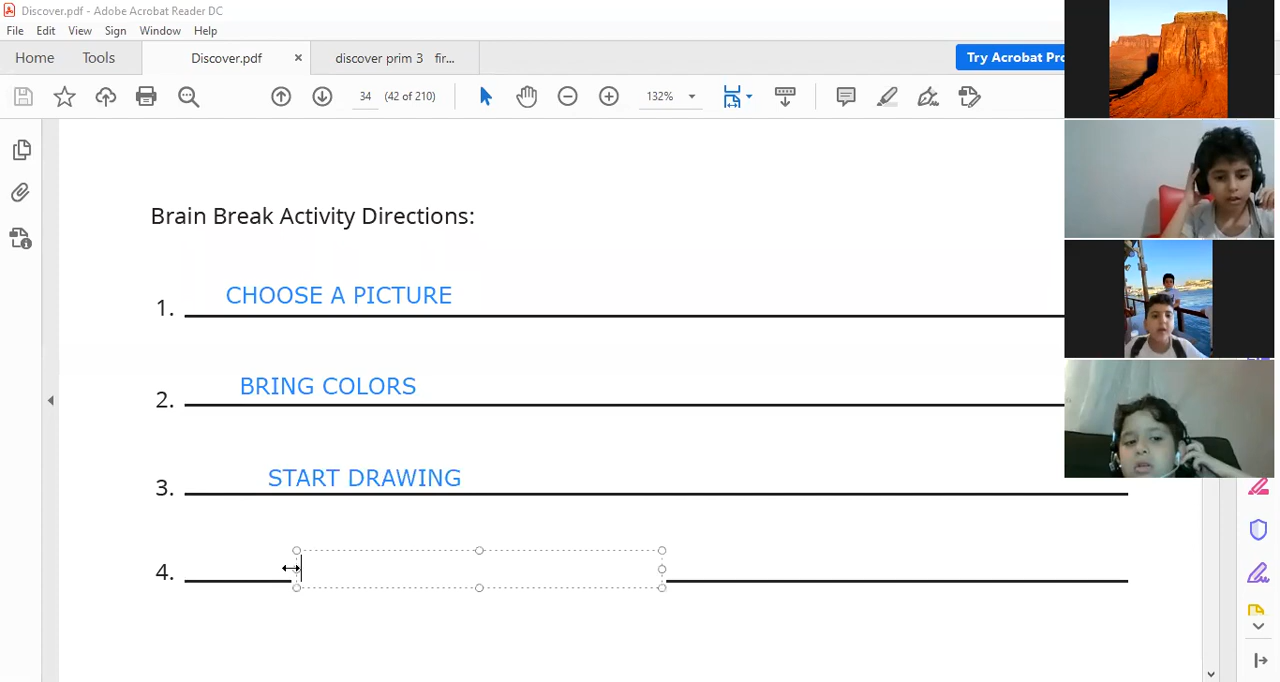 Discover.pdf - Adobe Acrobat Reader DC
File Edit View Sign Window Help
Home Tools Discover.pdf × discover prim 3 fir... Try Acrobat Pro
34 (42 of 210) 132%
Brain Break Activity Directions:
1. CHOOSE A PICTURE
2. BRING COLORS
3. START DRAWING
4.